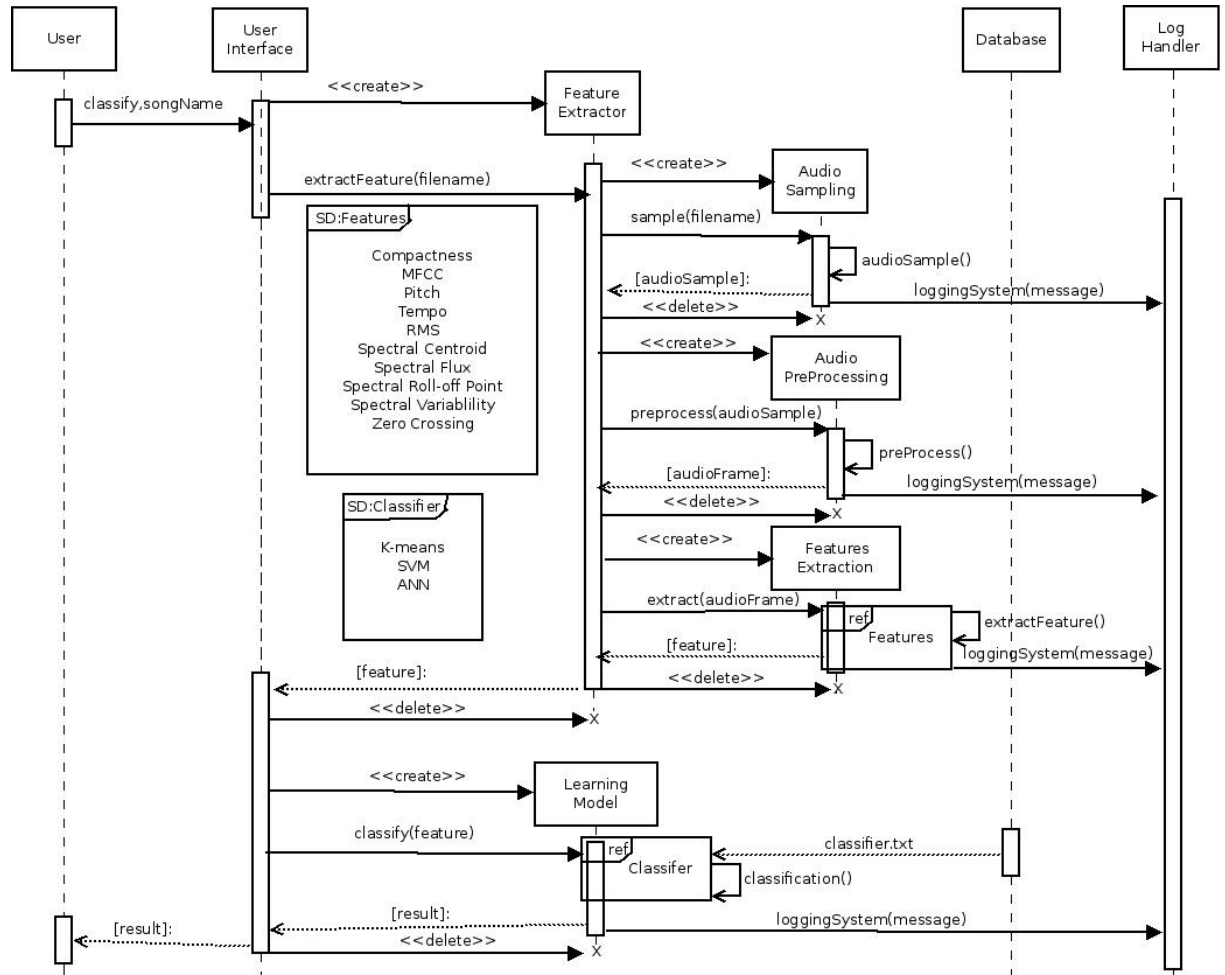 User
User
Interface
Database
Log
Handler
<<create>>
Feature
Extractor
classify,songName
<<create>>
Audio
Sampling
extractFeature(filename)
sample(filename)
SD:Features
Compactness
MFCC
Pitch
Tempo
RMS
Spectral Centroid
Spectral Flux
Spectral Roll-off Point
Spectral Variablility
Zero Crossing
audioSample()
[audioSample]:
loggingSystem(message)
<<delete>>
X
<<create>>
Audio
PreProcessing
preprocess(audioSample)
preProcess()
[audioFrame]:
loggingSystem(message)
<<delete>>
X
SD:Classifier
K-means
SVM
ANN
<<create>>
Features
Extraction
extract(audioFrame)
ref
Features
extractFeature()
[feature]:
loggingSystem(message)
[feature]:
<<delete>>
X
<<delete>>
X
<<create>>
Learning
Model
classify(feature)
ref
Classifer
classifier.txt
classification()
[result]:
loggingSystem(message)
[result]:
<<delete>>
X